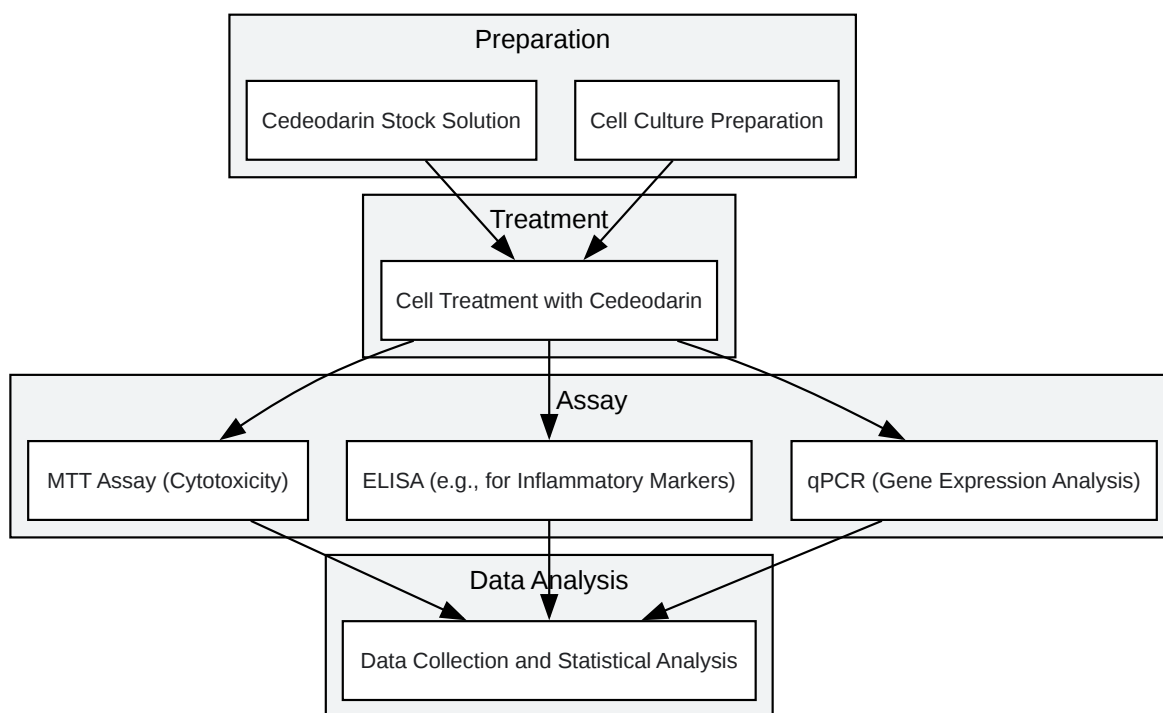 Preparation
Cedeodarin Stock Solution
Cell Culture Preparation
Treatment
Cell Treatment with Cedeodarin
Assay
MTT Assay (Cytotoxicity)
ELISA (e.g., for Inflammatory Markers)
qPCR (Gene Expression Analysis)
Data Analysis
Data Collection and Statistical Analysis